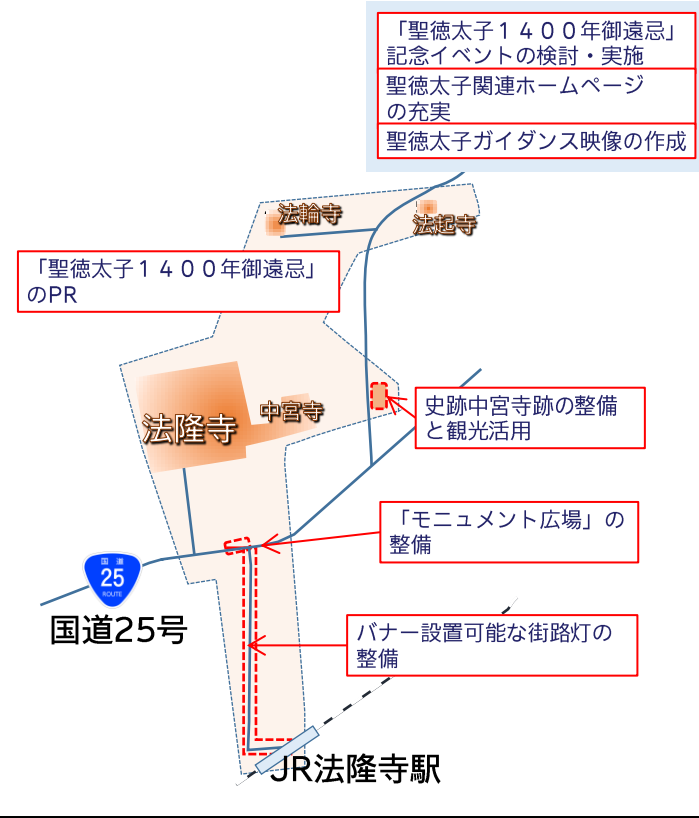 「聖徳太子１４００年御遠忌」
記念イベントの検討・実施
聖徳太子関連ホームページ
の充実
聖徳太子ガイダンス映像の作成
法輪寺
法起寺
「聖徳太子１４００年御遠忌」
のPR
法隆寺
中宮寺
史跡中宮寺跡の整備
と観光活用
「モニュメント広場」の
整備
国道
25
ROUTE
国道25号
バナー設置可能な街路灯の
整備
JR法隆寺駅